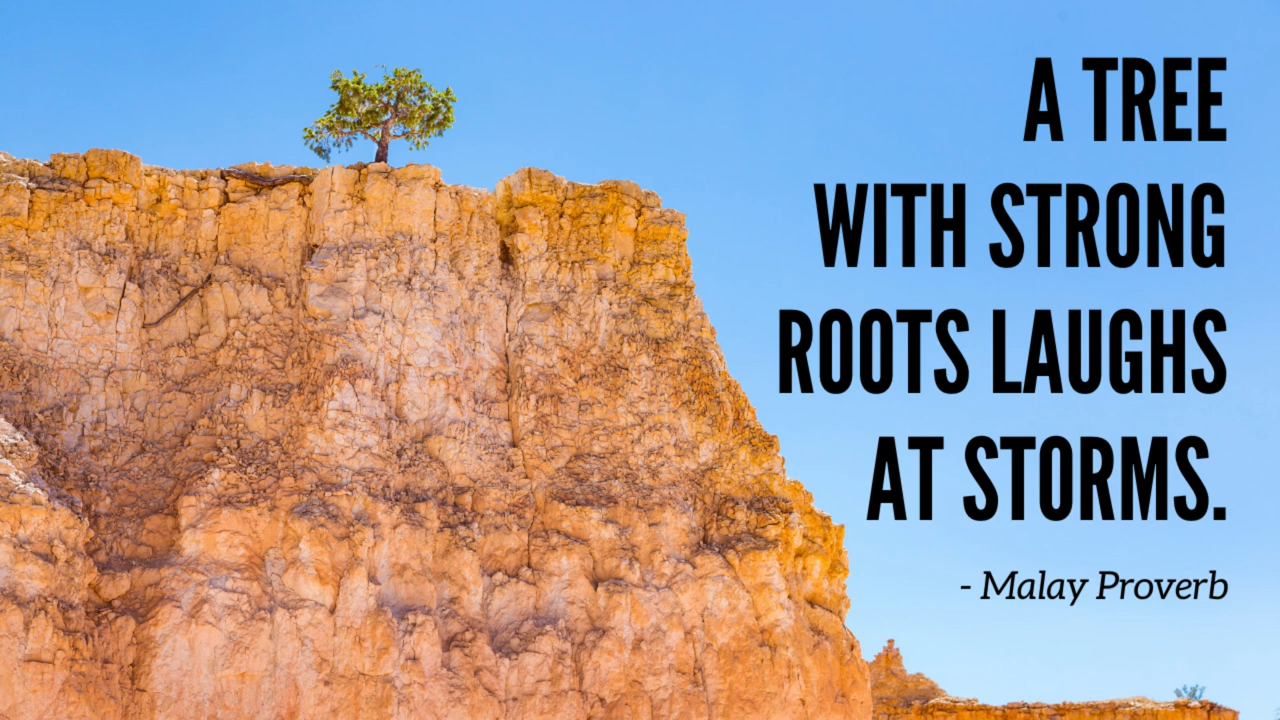 A TREE
WITH STRONG
ROOTS LAUGHS
AT STORMS.
- Malay Proverb